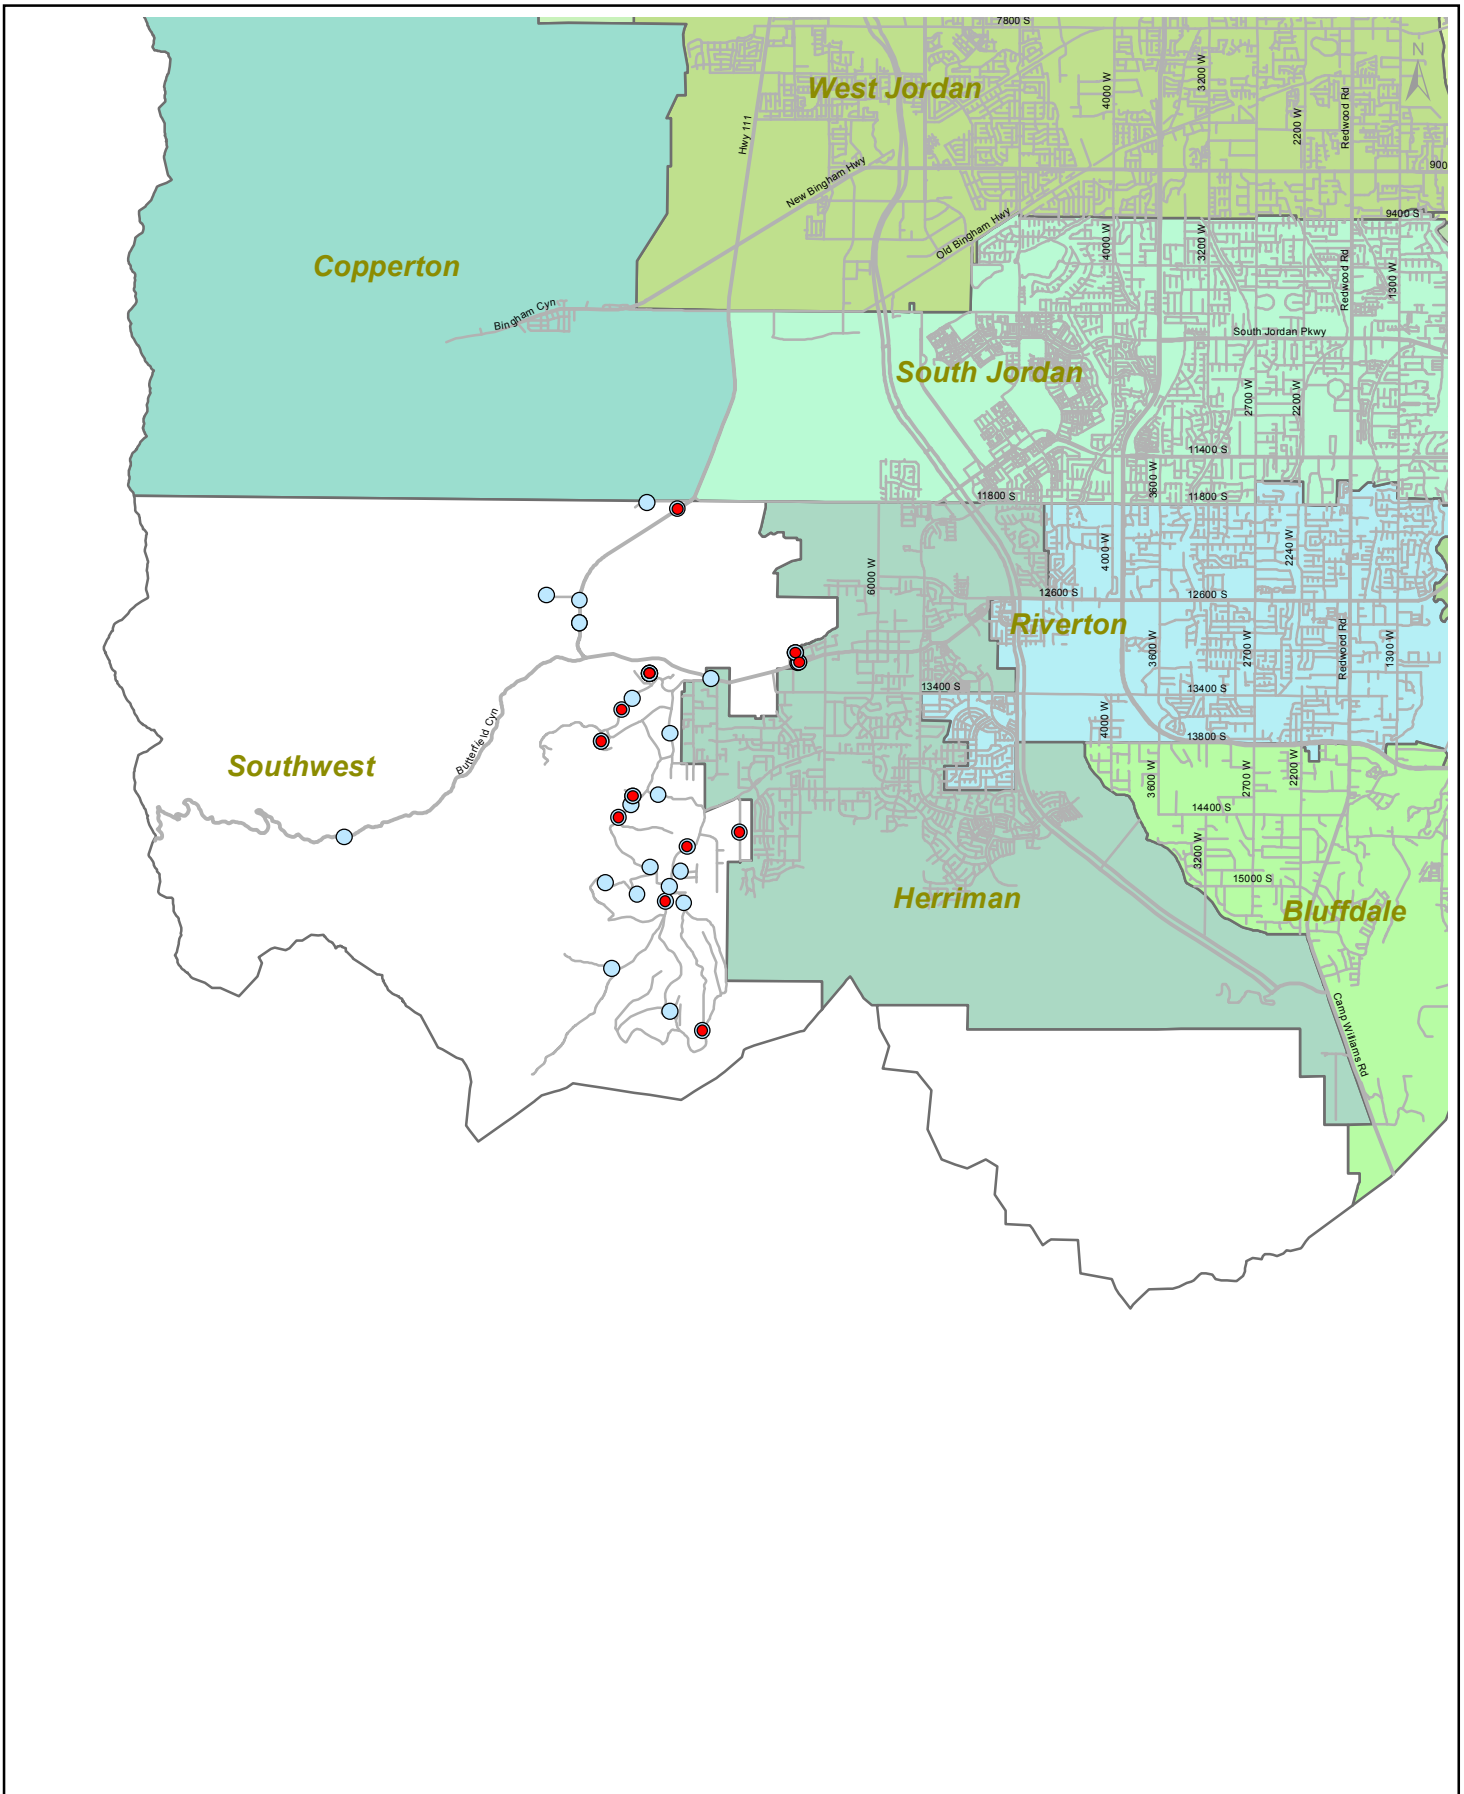 7800 S
N
West Jordan
3200 W
4000 W
Redwood Rd
2200 W
Hwy 111
New Bingham Hwy
900
9400 S
Old Bingham Hwy
4000 W
3200 W
Copperton
Redwood Rd
1300 W
Bingham Cyn
South Jordan Pkwy
South Jordan
2700 W
2200 W
11400 S
3600 W
11800 S
11800 S
4000 W
2240 W
6000 W
12600 S
12600 S
Riverton
3600 W
2700 W
Redwood Rd
1300 W
13400 S
13400 S
4000 W
13800 S
Butterfield Cyn
Southwest
3600 W
2700 W
2200 W
14400 S
3200 W
15000 S
Herriman
Bluffdale
Camp Williams Rd